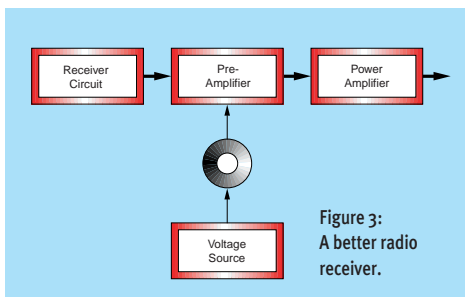 Receiver
Circuit
Pre-
Amplifier
Power
Amplifier
Voltage
Source
Figure 3:
A better radio
receiver.